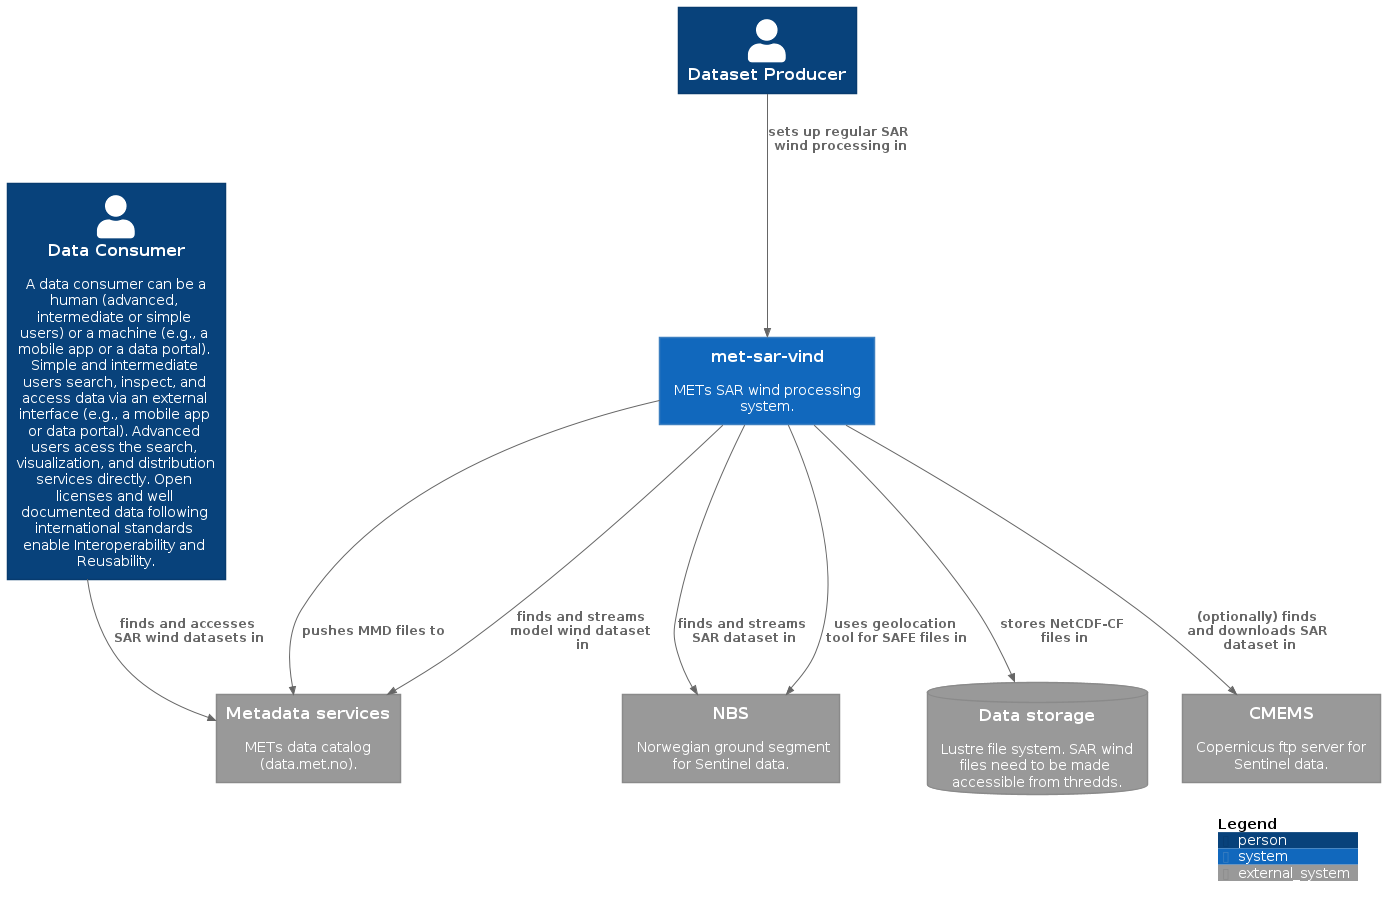 Dataset Producer
sets up regular SAR
wind processing in
Data Consumer
A data consumer can be a
human (advanced,
intermediate or simple
users) or a machine (e.g., a
mobile app or a data portal).
Simple and intermediate
users search, inspect, and
access data via an external
interface (e.g., a mobile app
or data portal). Advanced
users acess the search,
visualization, and distribution
services directly. Open
licenses and well
documented data following
international standards
enable Interoperability and
Reusability.
met-sar-vind
METs SAR wind processing
system.
finds and accesses
SAR wind datasets in
pushes MMD files to
finds and streams
model wind dataset
in
finds and streams
SAR dataset in
uses geolocation
tool for SAFE files in
stores NetCDF-CF
files in
(optionally) finds
and downloads SAR
dataset in
Metadata services
METs data catalog
(data.met.no).
NBS
Norwegian ground segment
for Sentinel data.
Data storage
Lustre file system. SAR wind
files need to be made
accessible from thredds.
CMEMS
Copernicus ftp server for
Sentinel data.
Legend
person
system
external_system